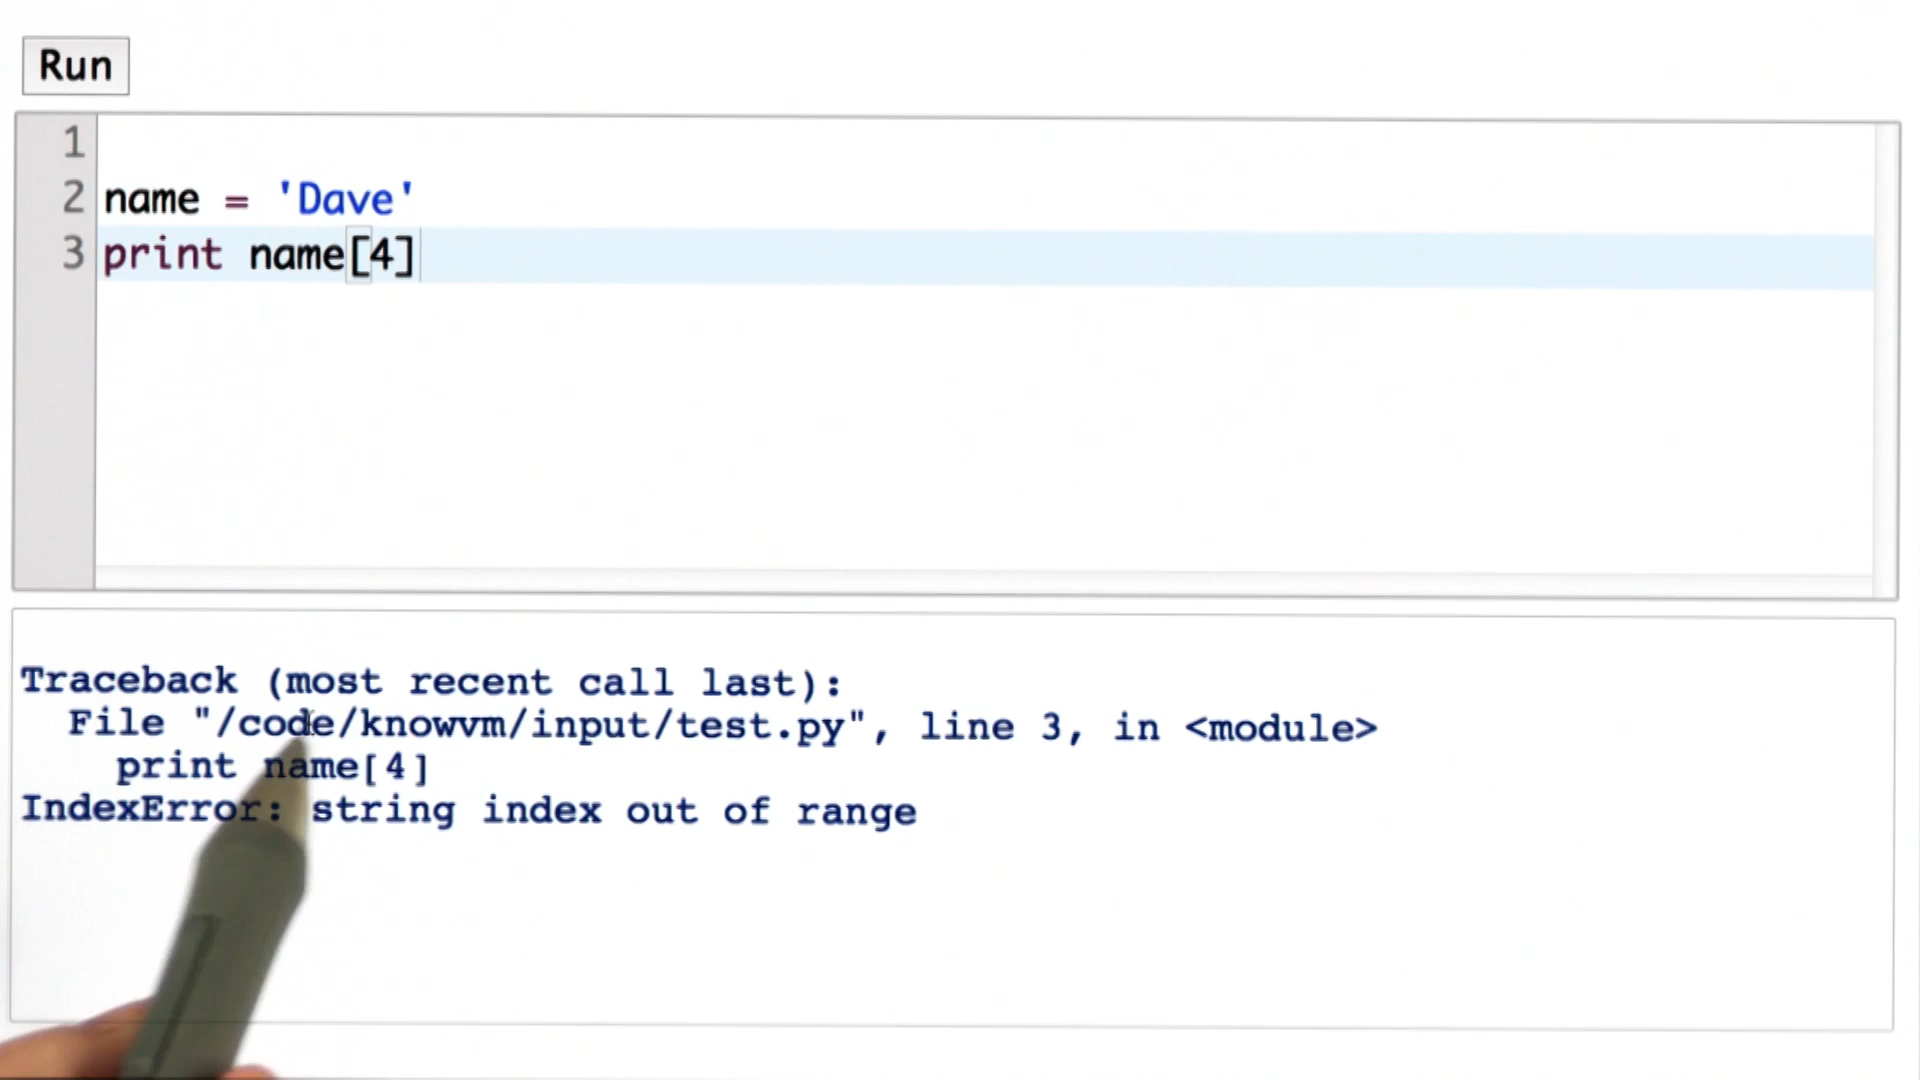 Run
1
2 name = 'Dave'
3 print name[4]
Traceback (most recent call last):
File "/code/knowvm/input/test.py", line 3, in <module>
print name[4]
IndexError: string index out of range